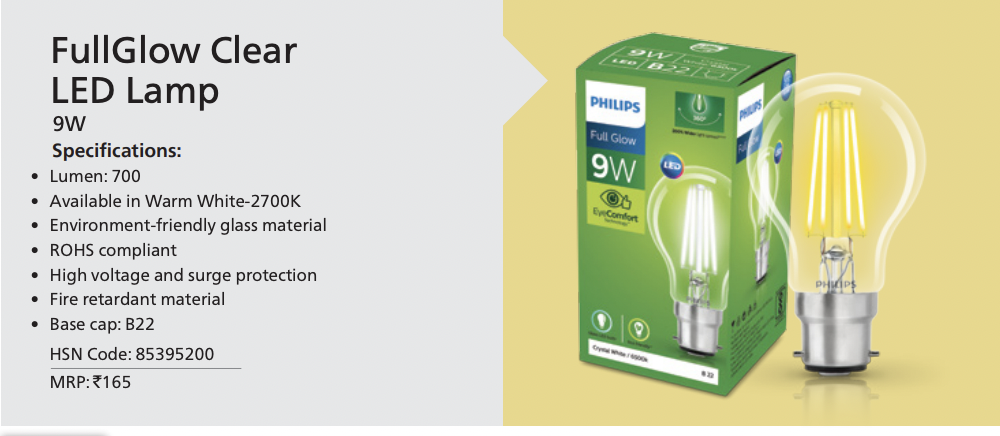 FullGlow Clear
LED Lamp
9W
Specifications:
• Lumen: 700
• Available in Warm White-2700K
• Environment-friendly glass material
• ROHS compliant
• High voltage and surge protection
• Fire retardant material
• Base cap: B22
HSN Code: 85395200
MRP: ₹165
9W
LED
B22
PHILIPS
360°
Full Glow
9W
LED
EyeComfort
Crystal White / 6500k
B 22
PHILIPS
LED
PHILIPS